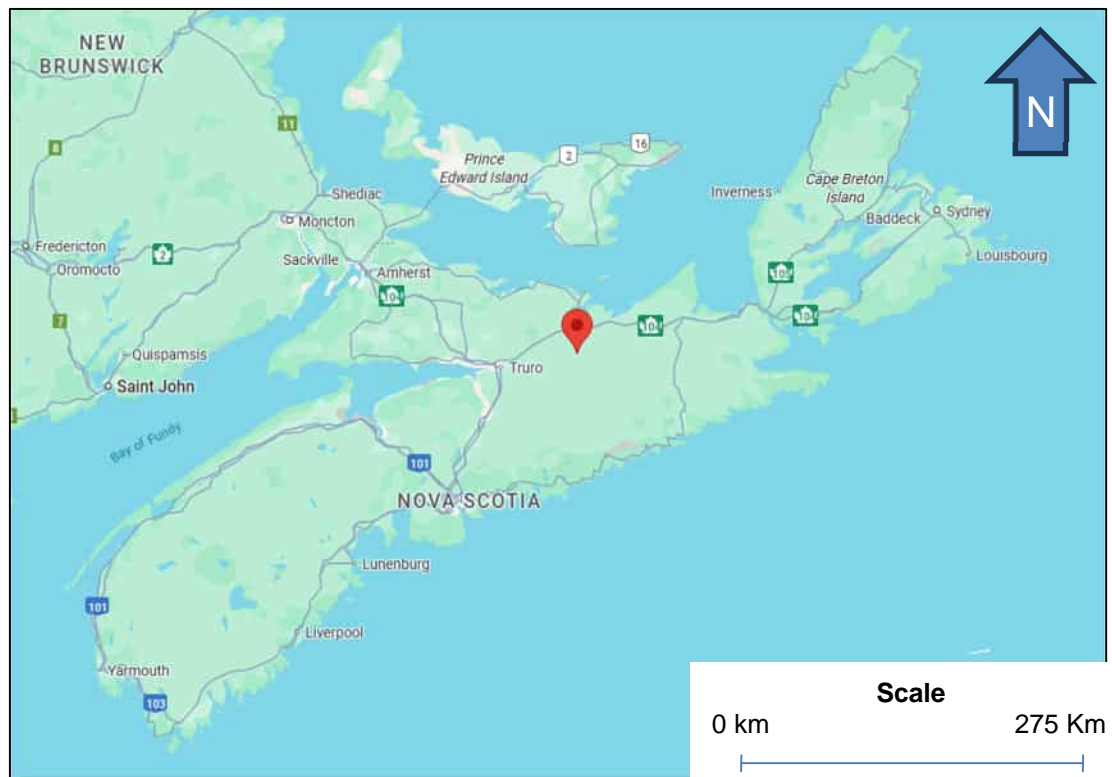 NEW
BRUNSWICK
N
11
8
16
2
Prince
Edward Island
Shediac
Inverness
Cape Breton
Island
Moncton
Baddeck
Sydney
Fredericton
2
Oromocto
Sackville
Amherst
Louisbourg
105
104
104
7
104
Quispamsis
Truro
Saint John
Bay of Fundy
101
NOVA SCOTIA
Lunenburg
101
Liverpool
Yarmouth
103
Scale
0 km 275 Km